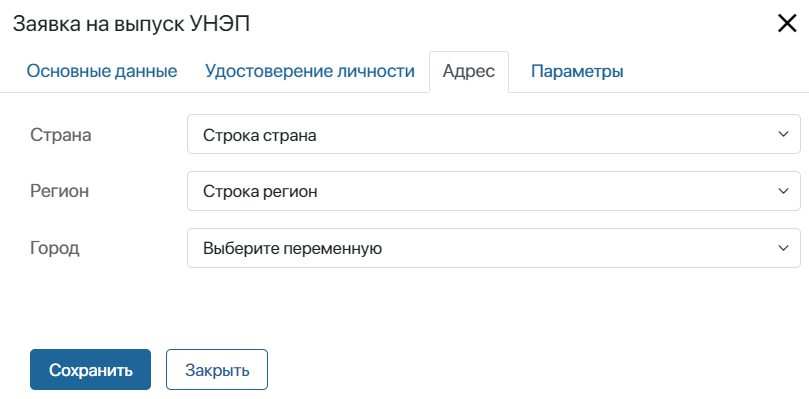 Заявка на выпуск УНЭП
Основные данные Удостоверение личности Адрес Параметры
Страна Строка страна
Регион Строка регион
Город Выберите переменную
Сохранить Закрыть